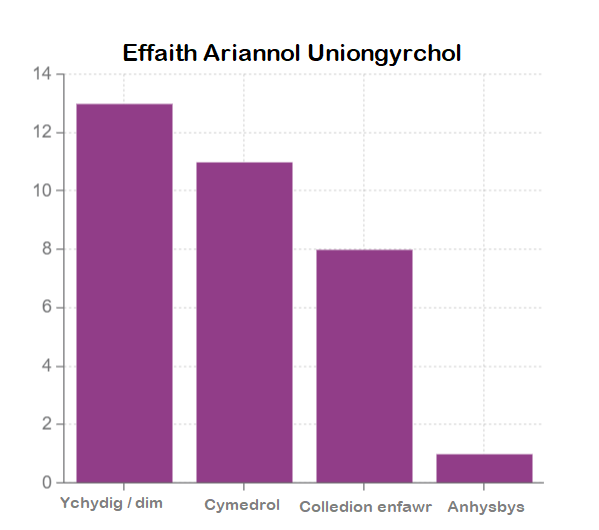 Effaith Ariannol Uniongyrchol
14
12
10
8
6
4
2
0
Ychydig / dim
Cymedrol
Colledion enfawr
Anhysbys